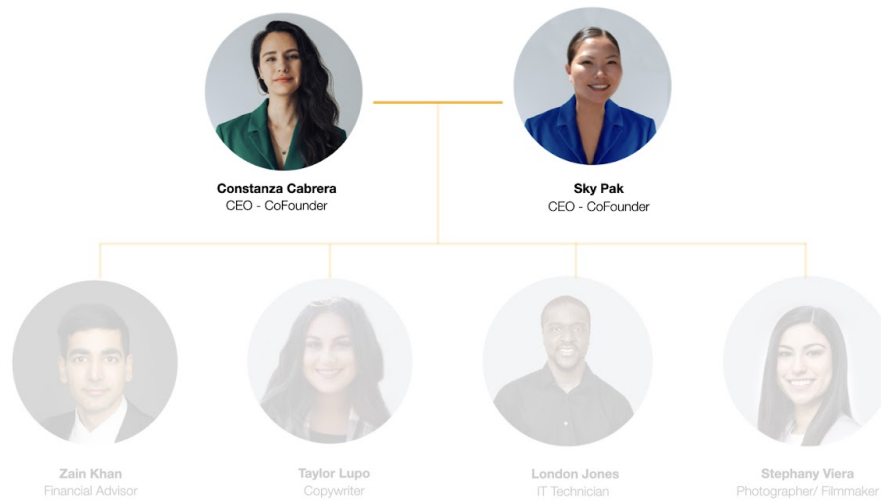 Constanza Cabrera
CEO - CoFounder
Sky Pak
CEO - CoFounder
Zain Khan
Financial Advisor
Taylor Lupo
Copywriter
London Jones
IT Technician
Stephany Viera
Photographer/ Filmmaker